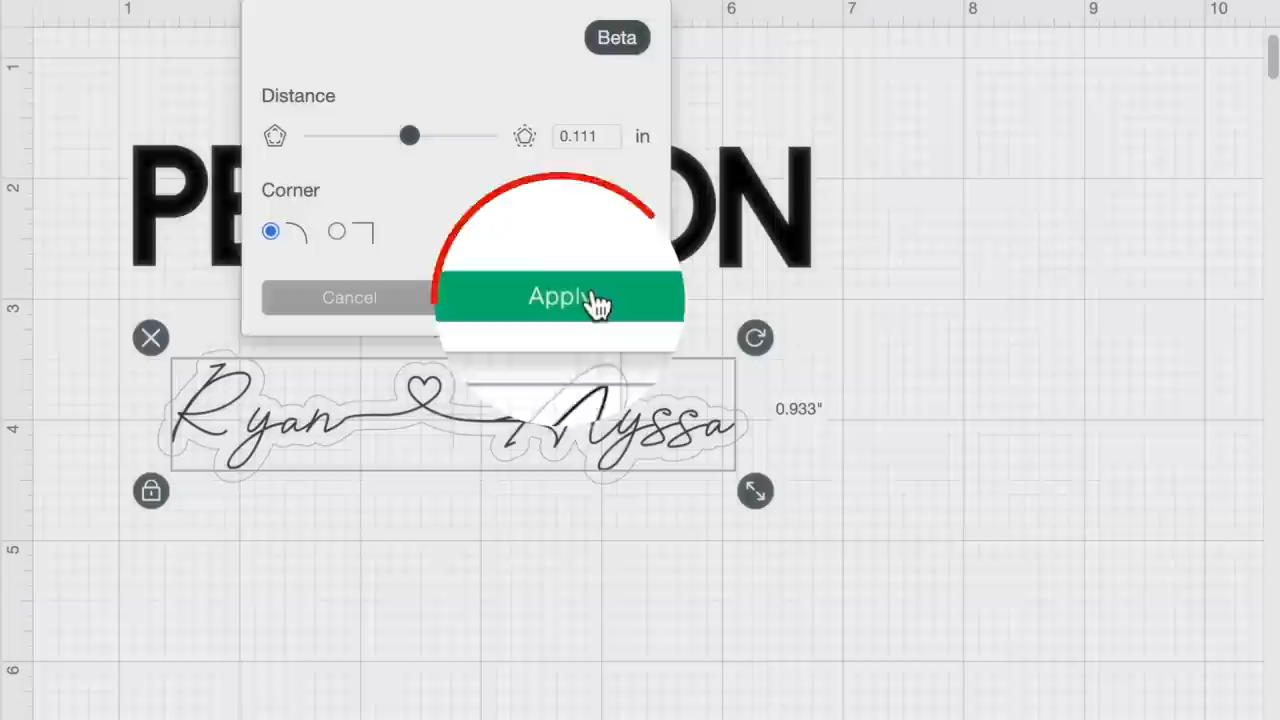 1 6 7 8 9 10
Beta
1
Distance
0.111 in
2
Corner
Cancel
Apply
3
Ryan Alyssa
0.933"
4
5
6